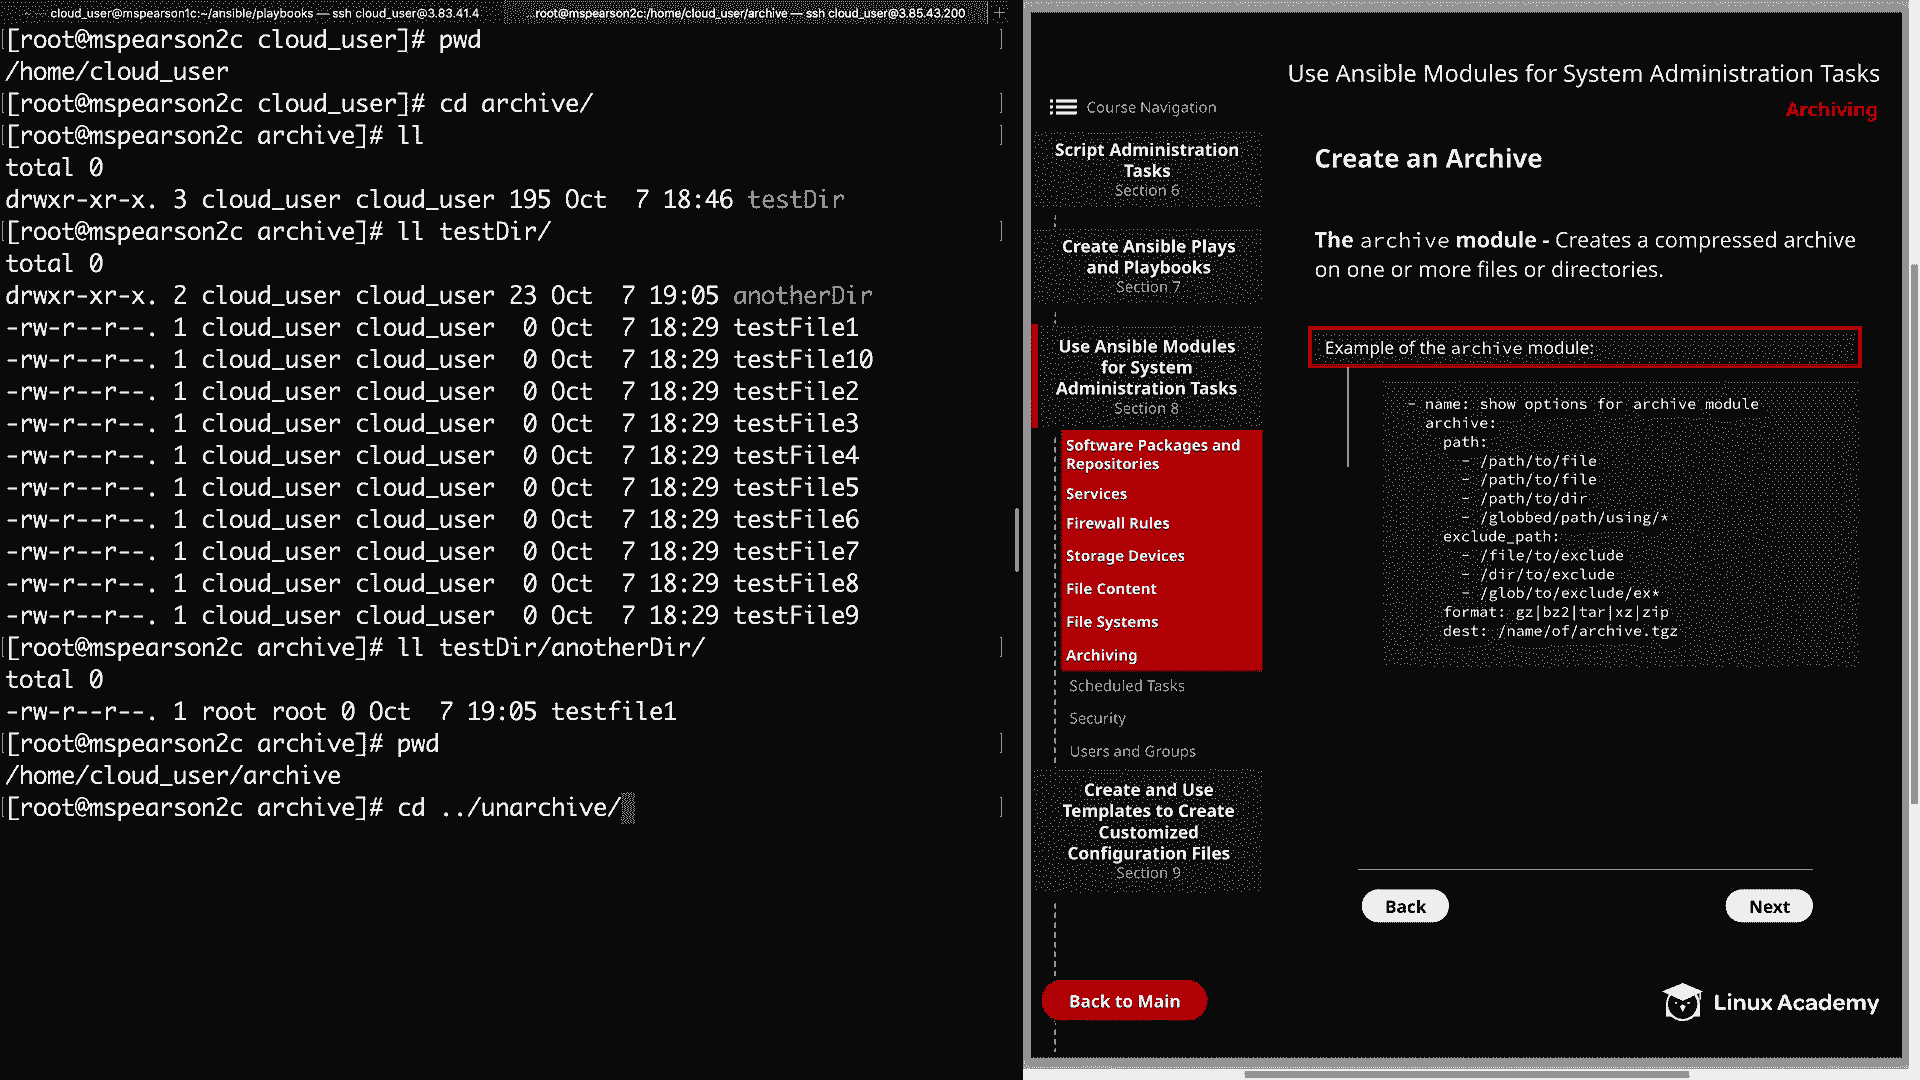 cloud_user@mspearson1c:~/ansible/playbooks — ssh cloud_user@3.83.41.4
root@mspearson2c:/home/cloud_user/archive — ssh cloud_user@3.85.43.200
+
[root@mspearson2c cloud_user]# pwd
/home/cloud_user
[root@mspearson2c cloud_user]# cd archive/
[root@mspearson2c archive]# ll
total 0
drwxr-xr-x. 3 cloud_user cloud_user 195 Oct  7 18:46 testDir
[root@mspearson2c archive]# ll testDir/
total 0
drwxr-xr-x. 2 cloud_user cloud_user 23 Oct  7 19:05 anotherDir
-rw-r--r--. 1 cloud_user cloud_user  0 Oct  7 18:29 testFile1
-rw-r--r--. 1 cloud_user cloud_user  0 Oct  7 18:29 testFile10
-rw-r--r--. 1 cloud_user cloud_user  0 Oct  7 18:29 testFile2
-rw-r--r--. 1 cloud_user cloud_user  0 Oct  7 18:29 testFile3
-rw-r--r--. 1 cloud_user cloud_user  0 Oct  7 18:29 testFile4
-rw-r--r--. 1 cloud_user cloud_user  0 Oct  7 18:29 testFile5
-rw-r--r--. 1 cloud_user cloud_user  0 Oct  7 18:29 testFile6
-rw-r--r--. 1 cloud_user cloud_user  0 Oct  7 18:29 testFile7
-rw-r--r--. 1 cloud_user cloud_user  0 Oct  7 18:29 testFile8
-rw-r--r--. 1 cloud_user cloud_user  0 Oct  7 18:29 testFile9
[root@mspearson2c archive]# ll testDir/anotherDir/
total 0
-rw-r--r--. 1 root root 0 Oct  7 19:05 testfile1
[root@mspearson2c archive]# pwd
/home/cloud_user/archive
[root@mspearson2c archive]# cd ../unarchive/
Use Ansible Modules for System Administration Tasks
Archiving
Course Navigation
Script Administration
Tasks
Section 6
Create Ansible Plays
and Playbooks
Section 7
Use Ansible Modules
for System
Administration Tasks
Section 8
Software Packages and
Repositories
Services
Firewall Rules
Storage Devices
File Content
File Systems
Archiving
Scheduled Tasks
Security
Users and Groups
Create and Use
Templates to Create
Customized
Configuration Files
Section 9
Back to Main
Create an Archive
The archive module - Creates a compressed archive
on one or more files or directories.
Example of the archive module:
- name: show options for archive module
archive:
path:
- /path/to/file
- /path/to/file
- /path/to/dir
- /globbed/path/using/*
exclude_path:
- /file/to/exclude
- /dir/to/exclude
- /glob/to/exclude/ex*
format: gz|bz2|tar|xz|zip
dest: /name/of/archive.tgz
Back
Next
Linux Academy